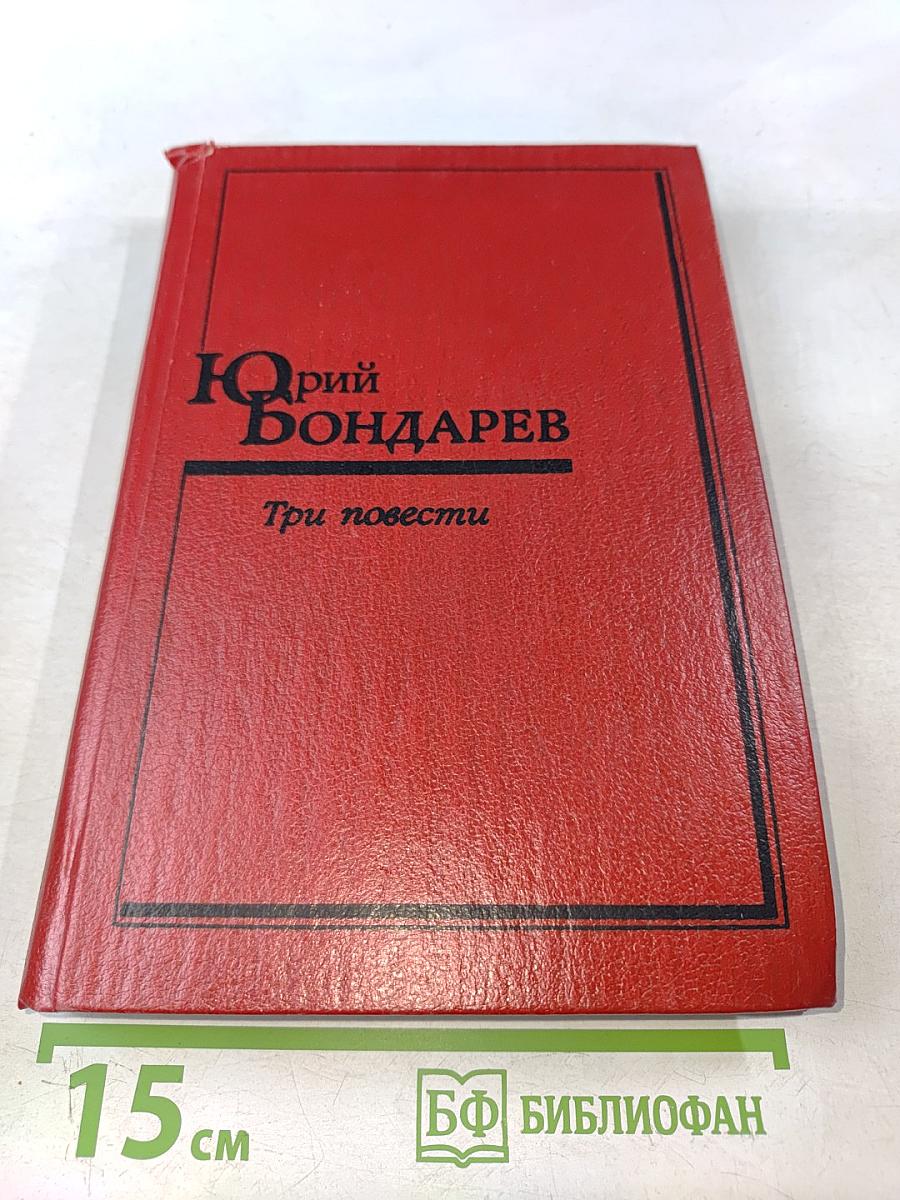 Юрий
Бондарев
Три повести
15 см
БФ БИБЛИОФАН